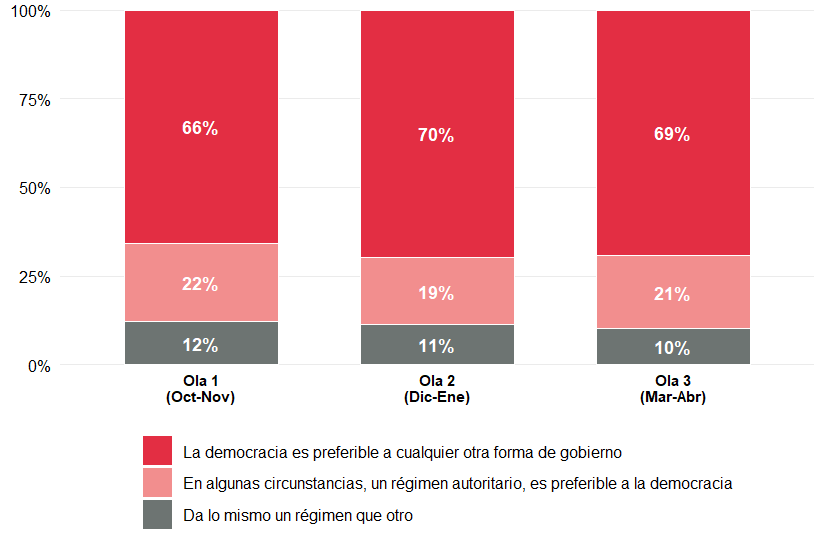 100%
75%
50%
25%
0%
66%
70%
69%
22%
19%
21%
12%
11%
10%
Ola 1
(Oct-Nov)
Ola 2
(Dic-Ene)
Ola 3
(Mar-Abr)
La democracia es preferible a cualquier otra forma de gobierno
En algunas circunstancias, un régimen autoritario, es preferible a la democracia
Da lo mismo un régimen que otro